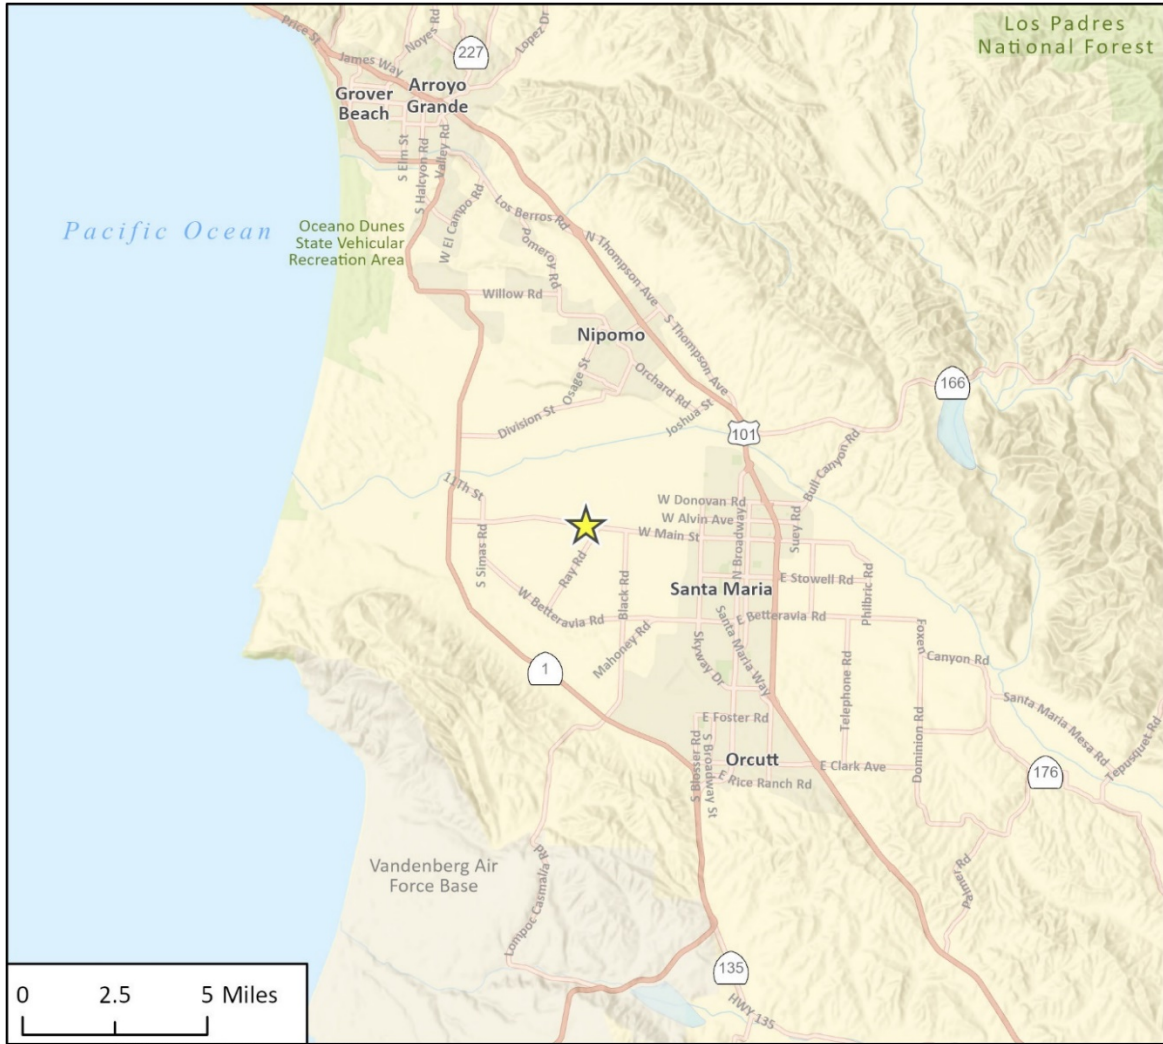 Los Padres
National Forest
Price St
Noyes Rd
Lopez Dr
227
James Way
Grover
Beach
Arroyo
Grande
S Elm St
S Halcyon Rd
Valley Rd
Pacific Ocean
Oceano Dunes
State Vehicular
Recreation Area
W El Campo Rd
Los Berros Rd
Pomeroy Rd
N Thompson Ave
Willow Rd
Nipomo
S Thompson Ave
Osage St
Orchard Rd
Joshua St
Division St
166
101
Bull Canyon Rd
11Th St
W Donovan Rd
W Alvin Ave
W Main St
N Broadway
Suey Rd
S Simas Rd
Ray Rd
Black Rd
Santa Maria
E Stowell Rd
Philbric Rd
W Betteravia Rd
E Betteravia Rd
Mahoney Rd
Skyway Dr
Santa Maria Way
Telephone Rd
Foxen
Canyon Rd
1
Santa Maria Mesa Rd
Tepusquet Rd
E Foster Rd
S Blosser Rd
S Broadway St
Orcutt
E Clark Ave
Dominion Rd
E Rice Ranch Rd
176
Vandenberg Air
Force Base
Lompoc Casmalia Rd
Palmer Rd
135
HWY 135
0 2.5 5 Miles